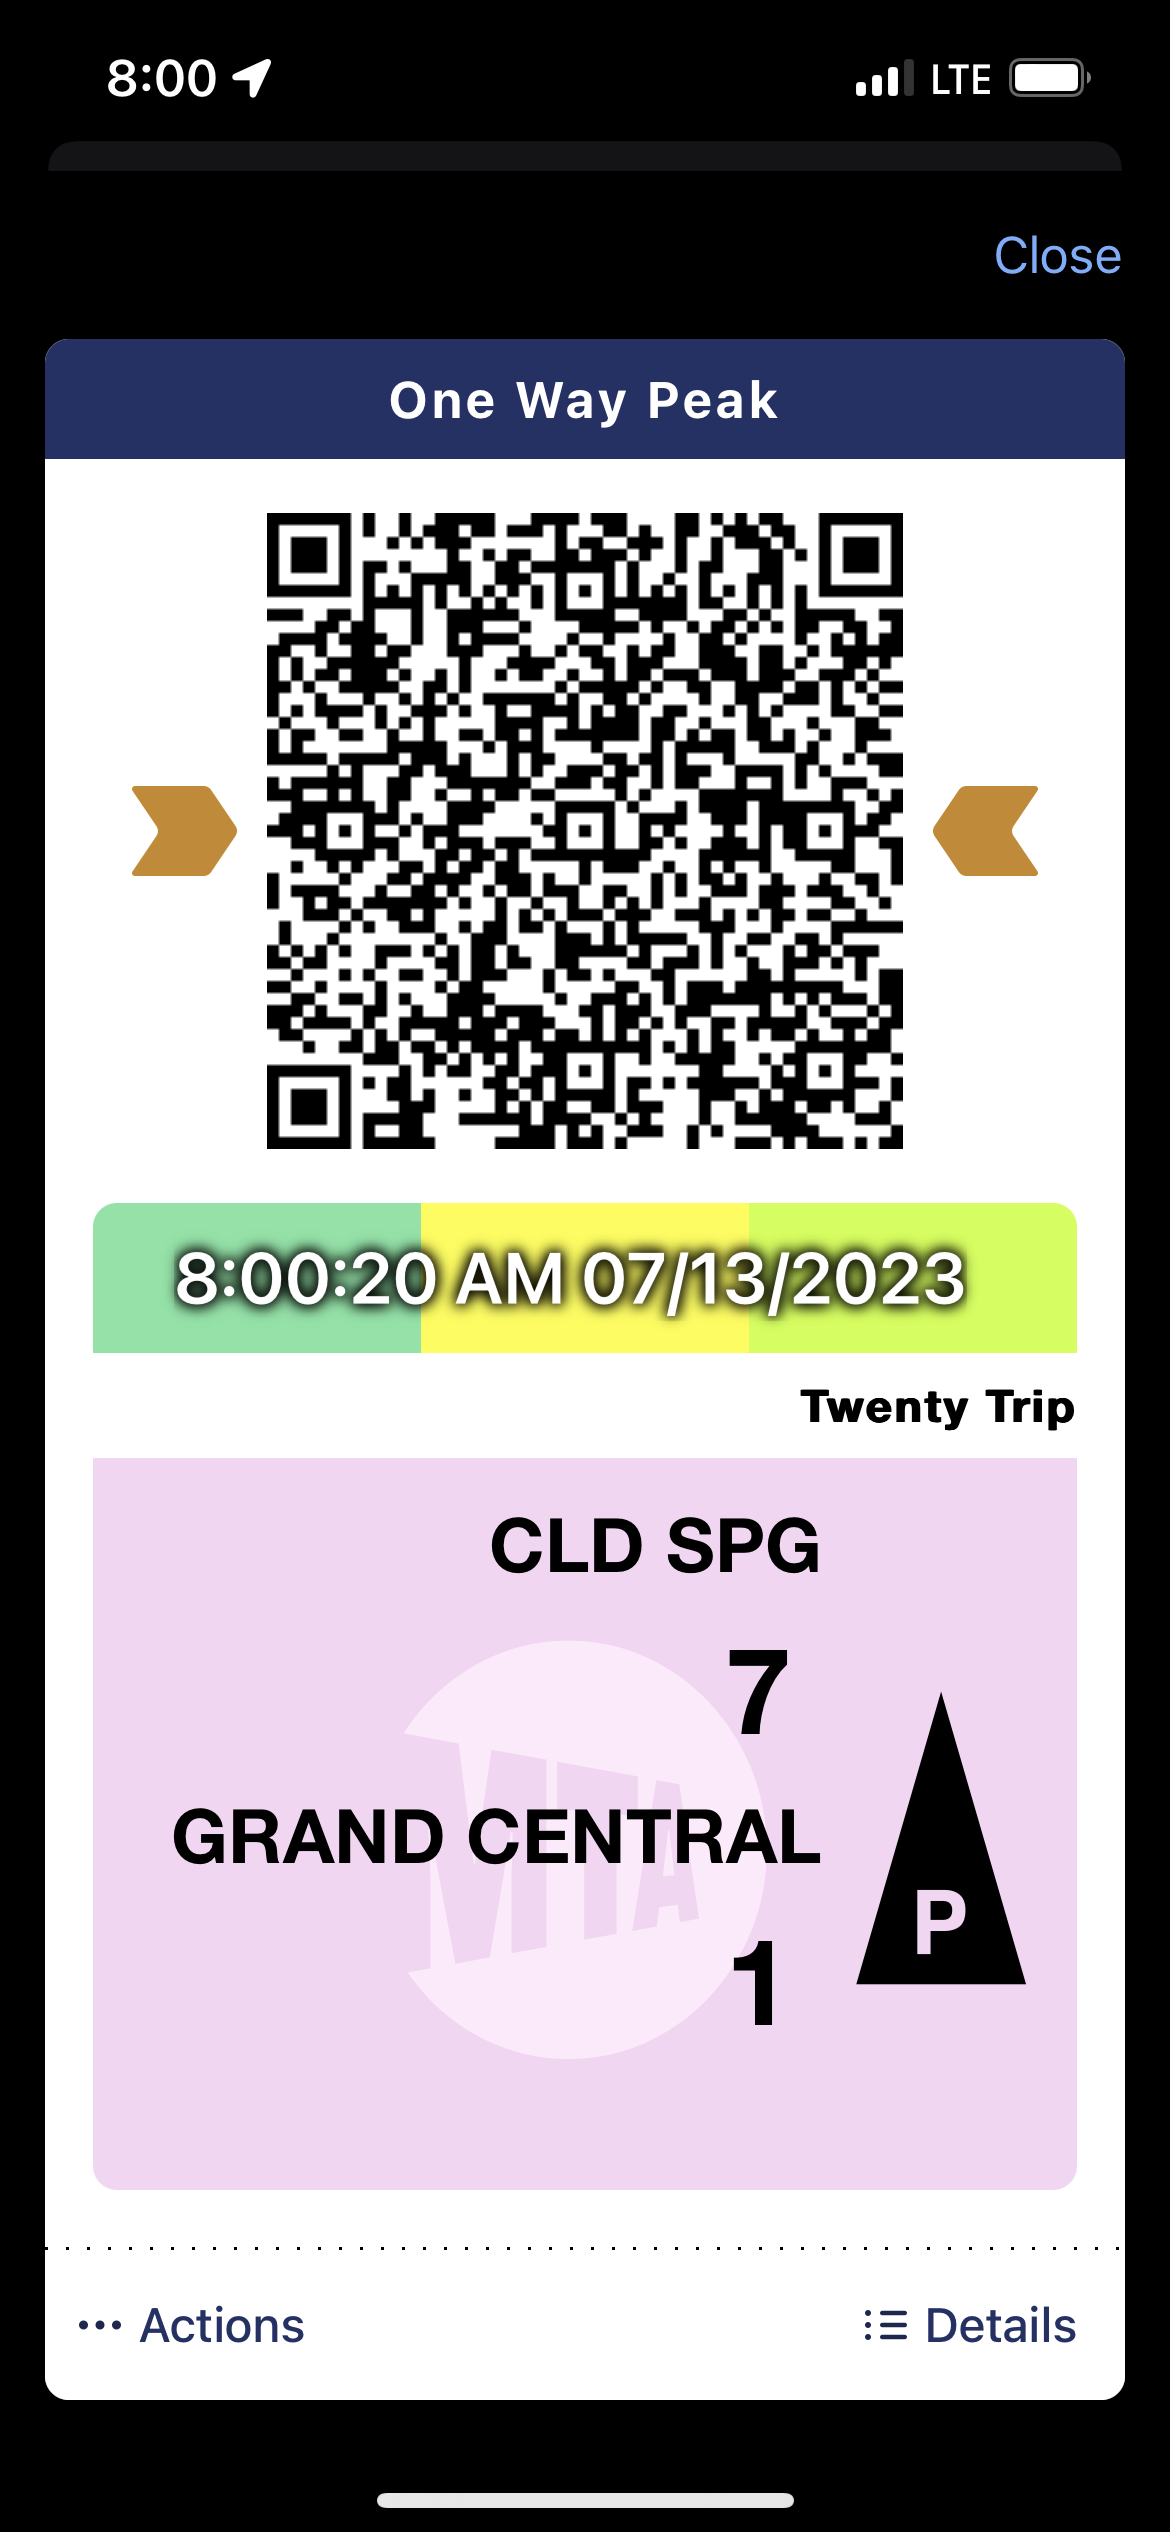 8:00 LTE
Close
One Way Peak
8:00:20 AM 07/13/2023
Twenty Trip
CLD SPG
7
GRAND CENTRAL
P
1
MTA
Actions Details